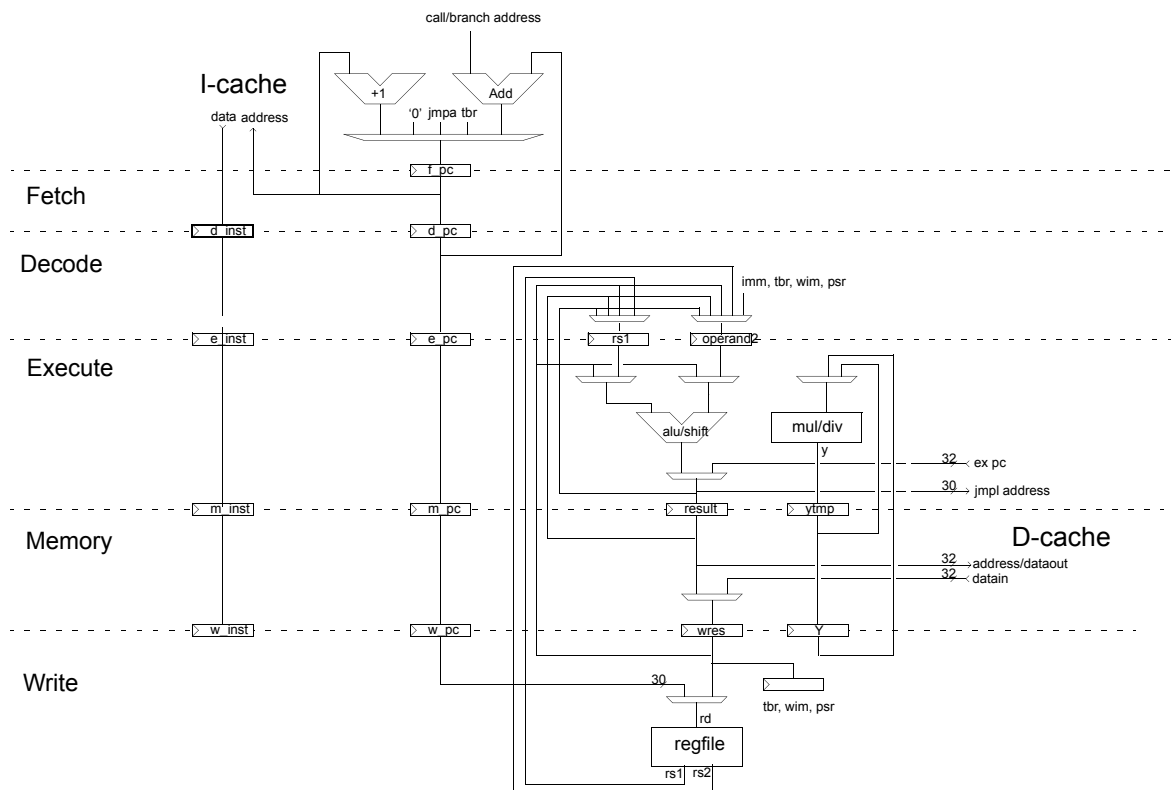 call/branch address
I-cache
+1
Add
data address
‘0’ jmpa tbr
f_pc
Fetch
d_inst
d_pc
Decode
imm, tbr, wim, psr
e_inst
e_pc
rs1
operand2
Execute
alu/shift
mul/div
y
32
ex pc
30
jmpl address
m_inst
m_pc
result
ytmp
Memory
D-cache
32
address/dataout
32
datain
w_inst
w_pc
wres
Y
Write
30
tbr, wim, psr
rd
regfile
rs1
rs2